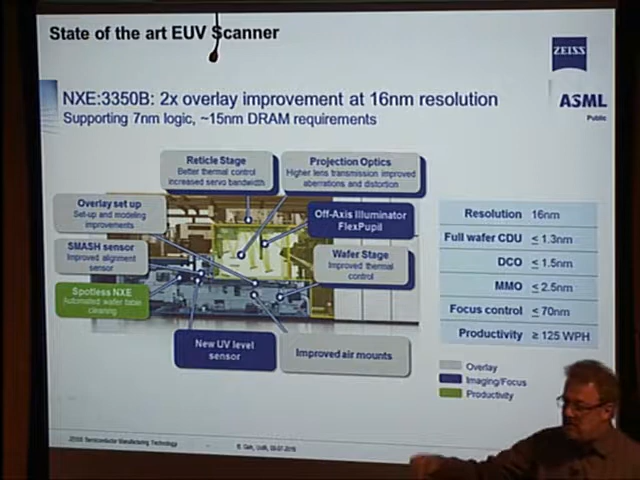 State of the art EUV Scanner
ZEISS
NXE:3350B: 2x overlay improvement at 16nm resolution
ASML
Supporting 7nm logic, ~15nm DRAM requirements
Public
Reticle Stage
Better thermal control
increased servo bandwidth
Projection Optics
Higher lens transmission improved
aberrations and distortion
Overlay set up
Set-up and modeling
improvements
Off-Axis Illuminator
FlexPupil
SMASH sensor
Improved alignment
sensor
Wafer Stage
Improved thermal
control
Spotless NXE
Automated wafer table
cleaning
New UV level
sensor
Improved air mounts
Resolution 16nm
Full wafer CDU ≤ 1.3nm
DCO ≤ 1.5nm
MMO ≤ 2.5nm
Focus control ≤ 70nm
Productivity ≥ 125 WPH
Overlay
Imaging/Focus
Productivity
ZEISS Semiconductor Manufacturing Technology